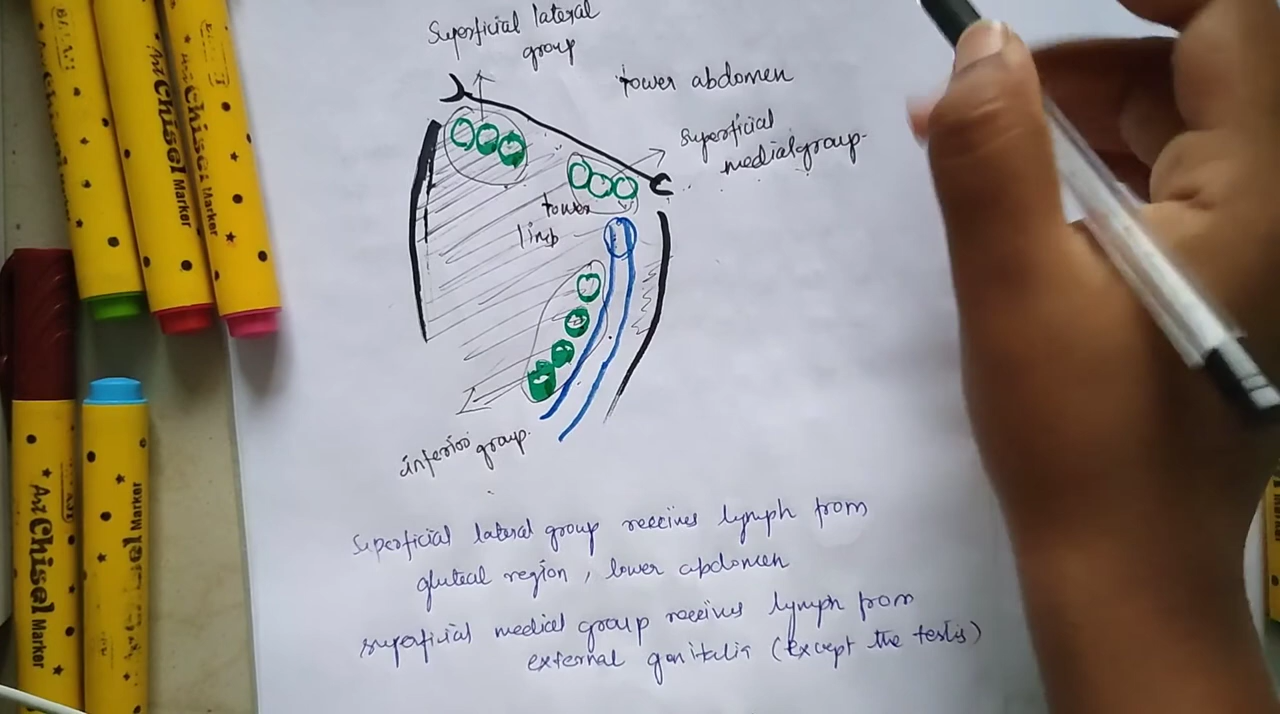 Superficial lateral
group
lower abdomen
superficial
medial group
lower
limb
inferior group.
Superficial lateral group receives lymph from
gluteal region, lower abdomen
superficial medial group receives lymph from
external genitalia (Except the testis)
Art Chisel Marker
Art Chisel Marker
Art Chisel Marker
Art Chisel Marker
Marker